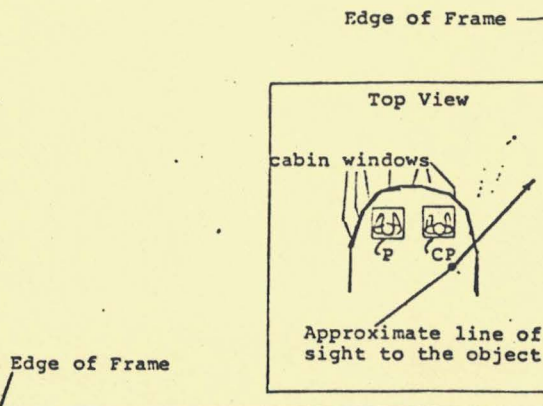 Edge of Frame
Top View
cabin windows
P
CP
Approximate line of
sight to the object
Edge of Frame